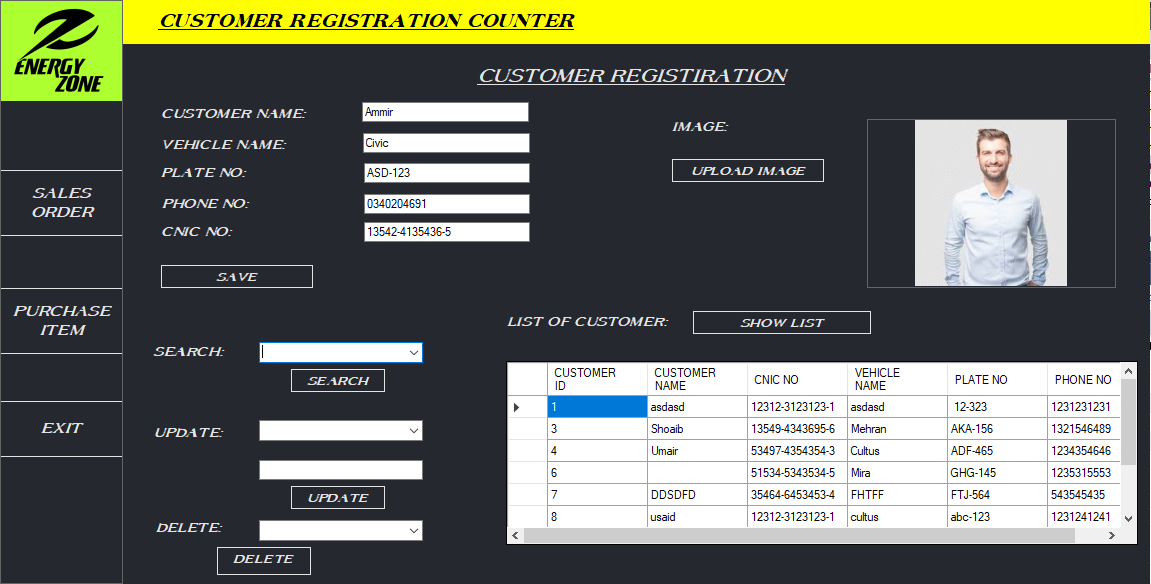 ENERGY
ZONE
CUSTOMER REGISTRATION COUNTER
CUSTOMER REGISTIRATION
CUSTOMER NAME: Ammir
VEHICLE NAME: Civic
PLATE NO: ASD-123
PHONE NO: 0340204691
CNIC NO: 13542-4135436-5
SAVE
IMAGE:
UPLOAD IMAGE
SALES
ORDER
PURCHASE
ITEM
EXIT
SEARCH:
SEARCH
UPDATE:
UPDATE
DELETE:
DELETE
LIST OF CUSTOMER: SHOW LIST
CUSTOMER ID CUSTOMER NAME CNIC NO VEHICLE NAME PLATE NO PHONE NO
1 asdasd 12312-3123123-1 asdasd 12-323 1231231231
3 Shoaib 13549-4343695-6 Mehran AKA-156 1321546489
4 Umair 53497-4354354-3 Cultus ADF-465 1234354646
6 51534-5343534-5 Mira GHG-145 1235315553
7 DDSDFD 35464-6453453-4 FHTFF FTJ-564 543545435
8 usaid 12312-3123123-1 cultus abc-123 1231241241